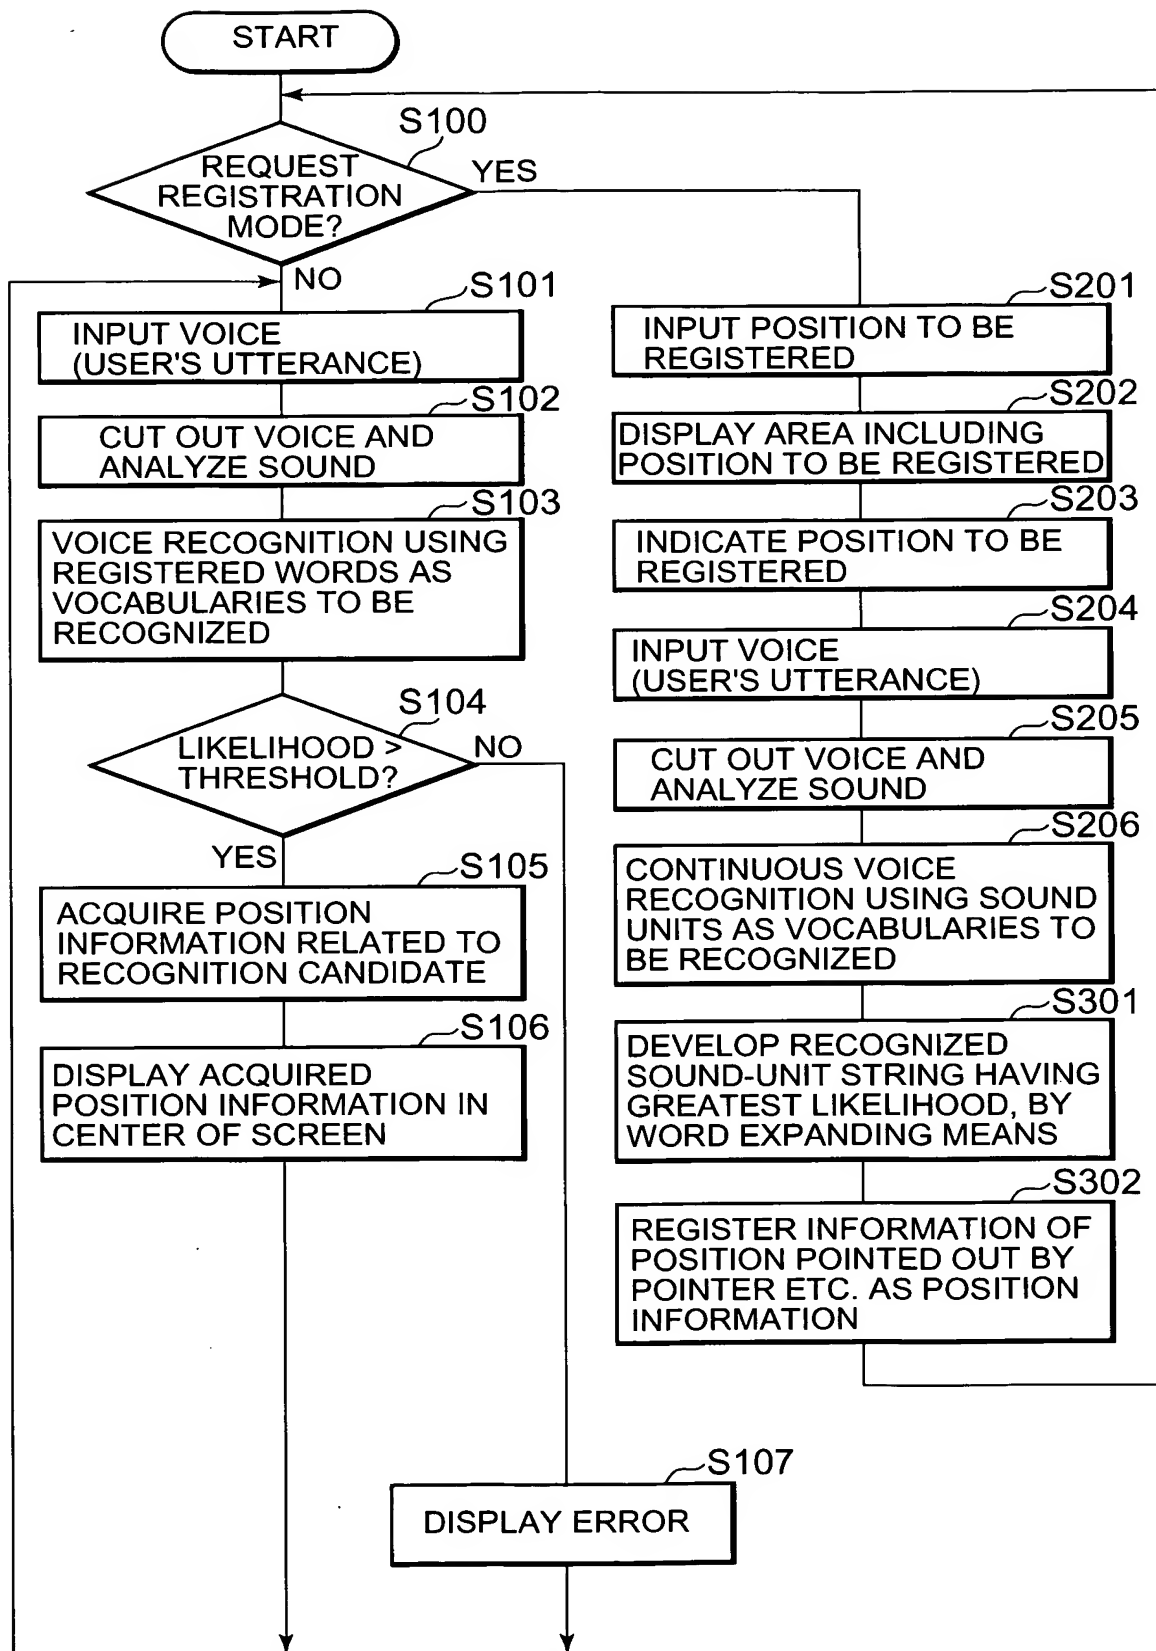 START
S100
REQUEST
REGISTRATION
MODE?
YES
NO
S101
INPUT VOICE
(USER'S UTTERANCE)
S102
CUT OUT VOICE AND
ANALYZE SOUND
S103
VOICE RECOGNITION USING
REGISTERED WORDS AS
VOCABULARIES TO BE
RECOGNIZED
S104
LIKELIHOOD >
THRESHOLD?
NO
YES
S105
ACQUIRE POSITION
INFORMATION RELATED TO
RECOGNITION CANDIDATE
S106
DISPLAY ACQUIRED
POSITION INFORMATION IN
CENTER OF SCREEN
S107
DISPLAY ERROR
S201
INPUT POSITION TO BE
REGISTERED
S202
DISPLAY AREA INCLUDING
POSITION TO BE REGISTERED
S203
INDICATE POSITION TO BE
REGISTERED
S204
INPUT VOICE
(USER'S UTTERANCE)
S205
CUT OUT VOICE AND
ANALYZE SOUND
S206
CONTINUOUS VOICE
RECOGNITION USING SOUND
UNITS AS VOCABULARIES TO
BE RECOGNIZED
S301
DEVELOP RECOGNIZED
SOUND-UNIT STRING HAVING
GREATEST LIKELIHOOD, BY
WORD EXPANDING MEANS
S302
REGISTER INFORMATION OF
POSITION POINTED OUT BY
POINTER ETC. AS POSITION
INFORMATION